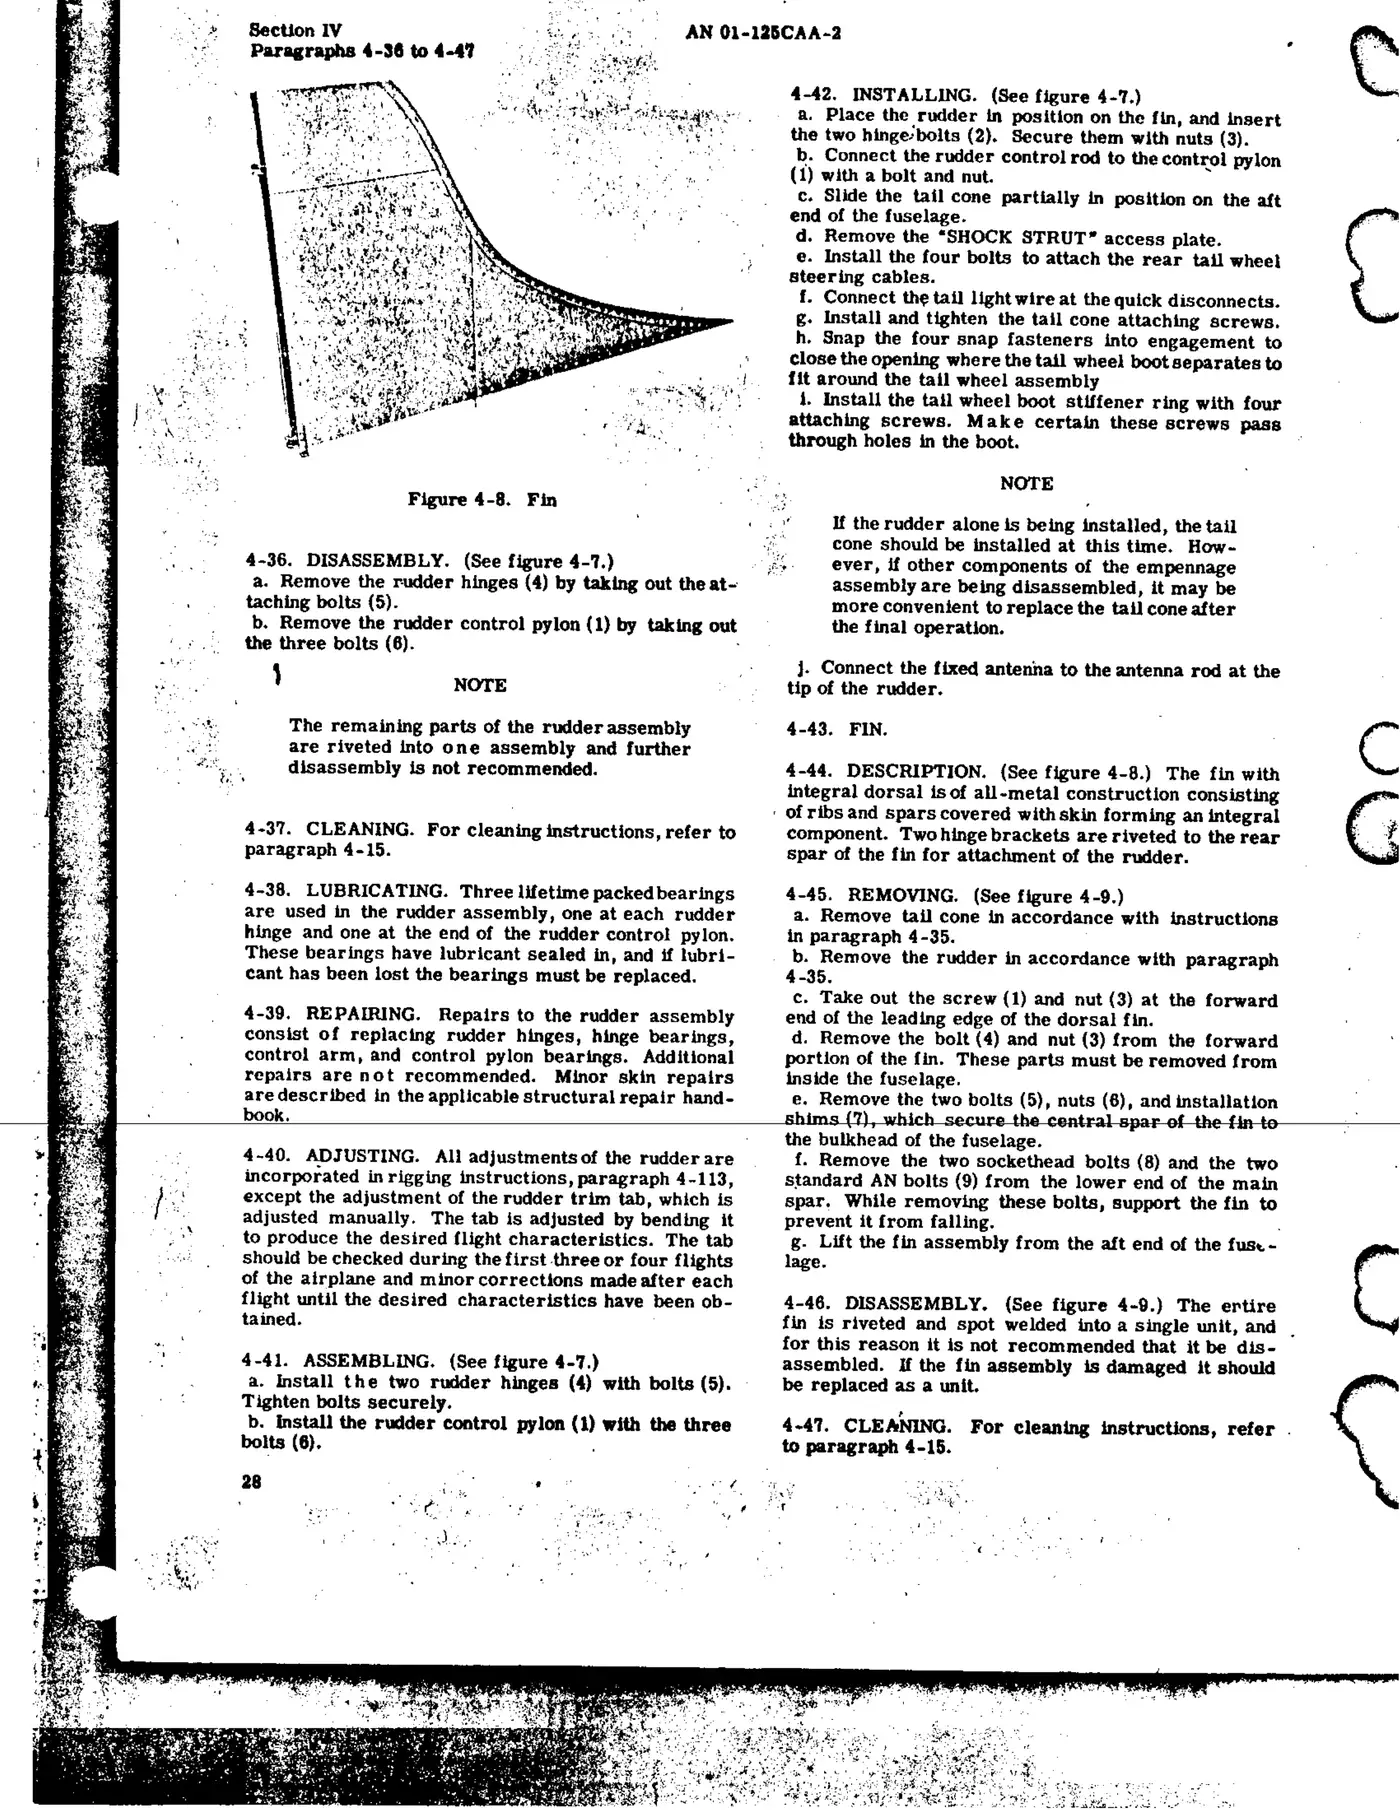 Section IV
Paragraphs 4-36 to 4-47
AN 01-125CAA-2
Figure 4-8. Fin
4-36. DISASSEMBLY. (See figure 4-7.)
a. Remove the rudder hinges (4) by taking out the at-
taching bolts (5).
b. Remove the rudder control pylon (1) by taking out
the three bolts (6).
NOTE
The remaining parts of the rudder assembly
are riveted into one assembly and further
disassembly is not recommended.
4-37. CLEANING. For cleaning instructions, refer to
paragraph 4-15.
4-38. LUBRICATING. Three lifetime packed bearings
are used in the rudder assembly, one at each rudder
hinge and one at the end of the rudder control pylon.
These bearings have lubricant sealed in, and if lubri-
cant has been lost the bearings must be replaced.
4-39. REPAIRING. Repairs to the rudder assembly
consist of replacing rudder hinges, hinge bearings,
control arm, and control pylon bearings. Additional
repairs are not recommended. Minor skin repairs
are described in the applicable structural repair hand-
book.
4-40. ADJUSTING. All adjustments of the rudder are
incorporated in rigging instructions, paragraph 4-113,
except the adjustment of the rudder trim tab, which is
adjusted manually. The tab is adjusted by bending it
to produce the desired flight characteristics. The tab
should be checked during the first three or four flights
of the airplane and minor corrections made after each
flight until the desired characteristics have been ob-
tained.
4-41. ASSEMBLING. (See figure 4-7.)
a. Install the two rudder hinges (4) with bolts (5).
Tighten bolts securely.
b. Install the rudder control pylon (1) with the three
bolts (6).
28
4-42. INSTALLING. (See figure 4-7.)
a. Place the rudder in position on the fin, and insert
the two hinge bolts (2). Secure them with nuts (3).
b. Connect the rudder control rod to the control pylon
(1) with a bolt and nut.
c. Slide the tail cone partially in position on the aft
end of the fuselage.
d. Remove the "SHOCK STRUT" access plate.
e. Install the four bolts to attach the rear tail wheel
steering cables.
f. Connect the tail light wire at the quick disconnects.
g. Install and tighten the tail cone attaching screws.
h. Snap the four snap fasteners into engagement to
close the opening where the tail wheel boot separates to
fit around the tail wheel assembly
i. Install the tail wheel boot stiffener ring with four
attaching screws. Make certain these screws pass
through holes in the boot.
NOTE
If the rudder alone is being installed, the tail
cone should be installed at this time. How-
ever, if other components of the empennage
assembly are being disassembled, it may be
more convenient to replace the tail cone after
the final operation.
j. Connect the fixed antenna to the antenna rod at the
tip of the rudder.
4-43. FIN.
4-44. DESCRIPTION. (See figure 4-8.) The fin with
integral dorsal is of all-metal construction consisting
of ribs and spars covered with skin forming an integral
component. Two hinge brackets are riveted to the rear
spar of the fin for attachment of the rudder.
4-45. REMOVING. (See figure 4-9.)
a. Remove tail cone in accordance with instructions
in paragraph 4-35.
b. Remove the rudder in accordance with paragraph
4-35.
c. Take out the screw (1) and nut (3) at the forward
end of the leading edge of the dorsal fin.
d. Remove the bolt (4) and nut (3) from the forward
portion of the fin. These parts must be removed from
inside the fuselage.
e. Remove the two bolts (5), nuts (6), and installation
shims (7), which secure the central spar of the fin to
the bulkhead of the fuselage.
f. Remove the two sockethead bolts (8) and the two
standard AN bolts (9) from the lower end of the main
spar. While removing these bolts, support the fin to
prevent it from falling.
g. Lift the fin assembly from the aft end of the fuse-
lage.
4-46. DISASSEMBLY. (See figure 4-9.) The entire
fin is riveted and spot welded into a single unit, and
for this reason it is not recommended that it be dis-
assembled. If the fin assembly is damaged it should
be replaced as a unit.
4-47. CLEANING. For cleaning instructions, refer
to paragraph 4-15.